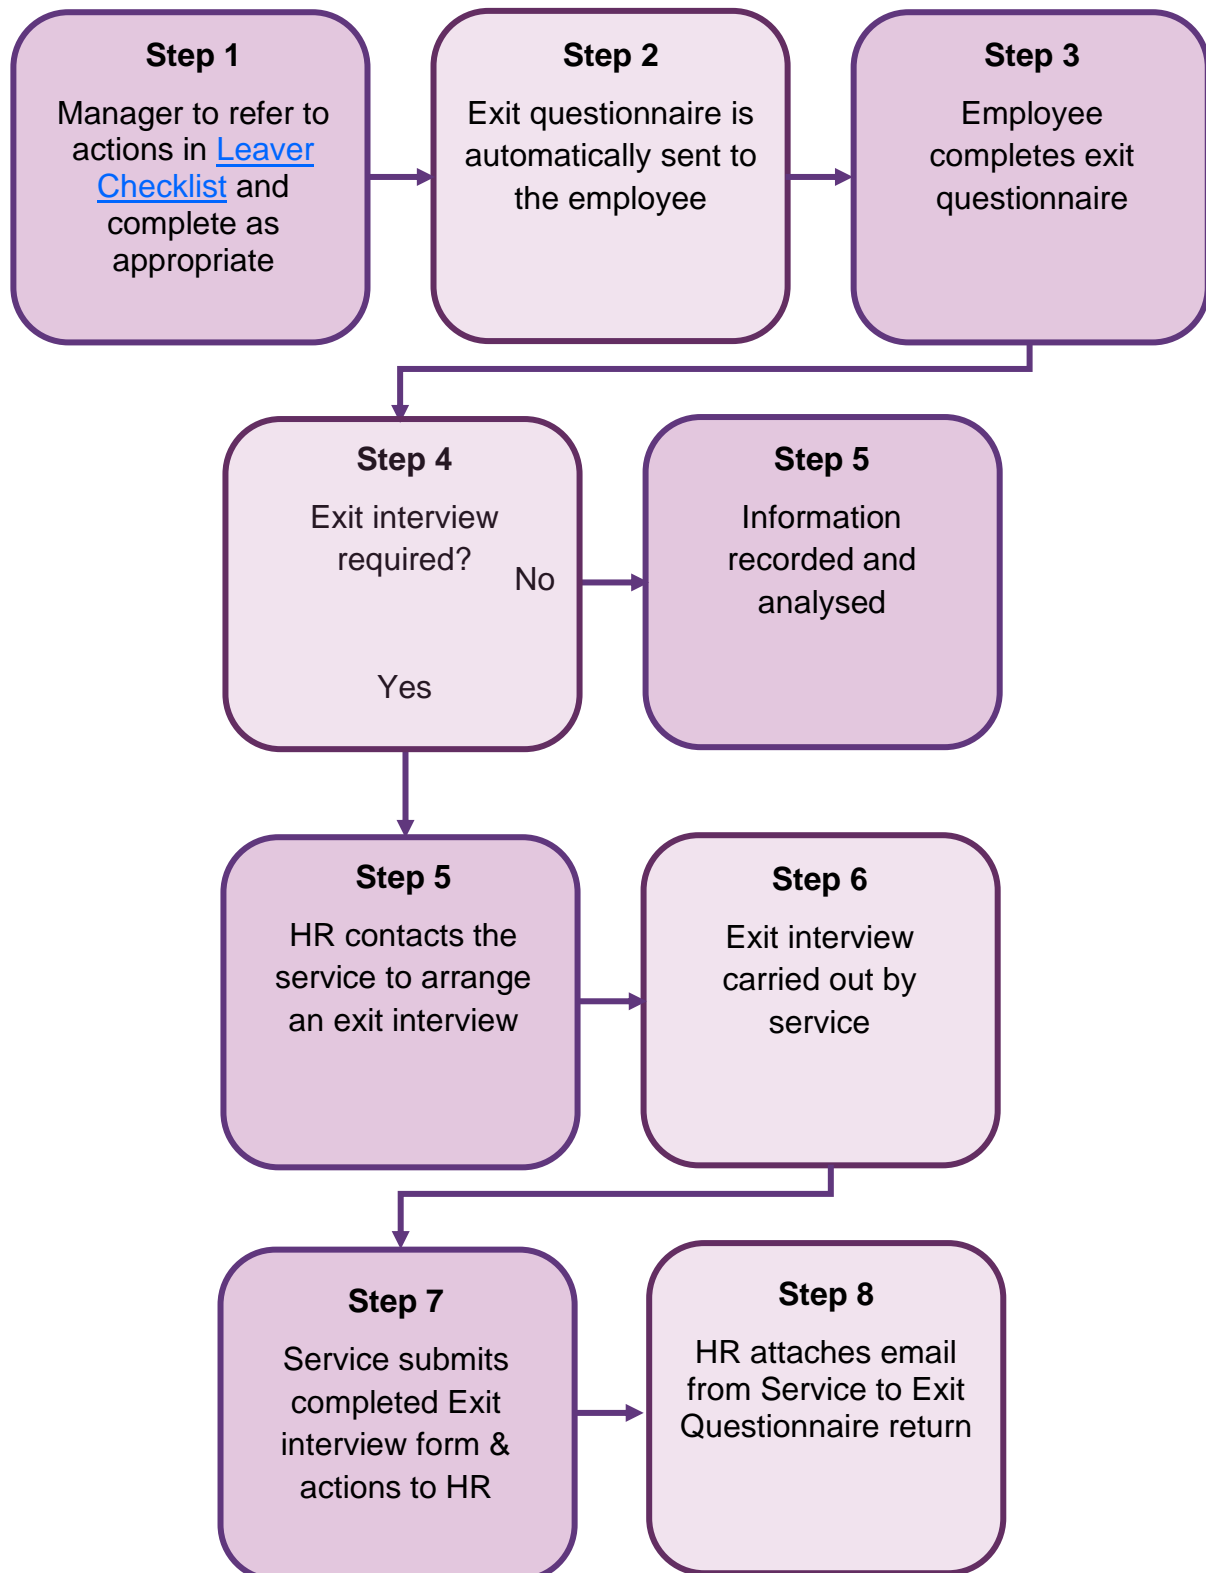 Step 1
Manager to refer to
actions in Leaver
Checklist and
complete as
appropriate
Step 2
Exit questionnaire is
automatically sent to
the employee
Step 3
Employee
completes exit
questionnaire
Step 4
Exit interview
required?
No
Yes
Step 5
Information
recorded and
analysed
Step 5
HR contacts the
service to arrange
an exit interview
Step 6
Exit interview
carried out by
service
Step 7
Service submits
completed Exit
interview form &
actions to HR
Step 8
HR attaches email
from Service to Exit
Questionnaire return